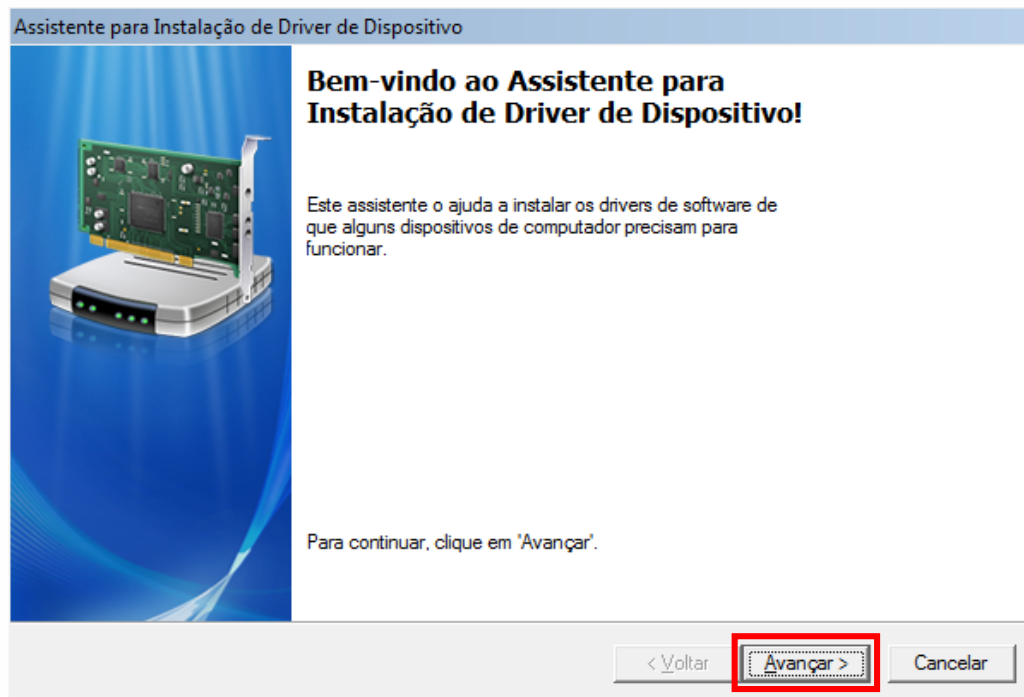 Assistente para Instalação de Driver de Dispositivo
Bem-vindo ao Assistente para
Instalação de Driver de Dispositivo!
Este assistente o ajuda a instalar os drivers de software de
que alguns dispositivos de computador precisam para
funcionar.
Para continuar, clique em 'Avançar'.
< Voltar
Avançar >
Cancelar